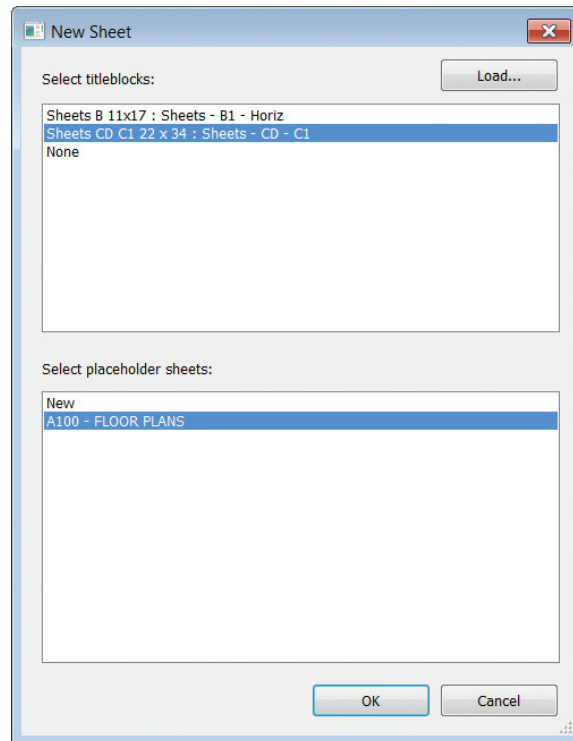 New Sheet
Select titleblocks:
Load...
Sheets B 11x17 : Sheets - B1 - Horiz
Sheets CD C1 22 x 34 : Sheets - CD - C1
None
Select placeholder sheets:
New
A100 - FLOOR PLANS
OK
Cancel